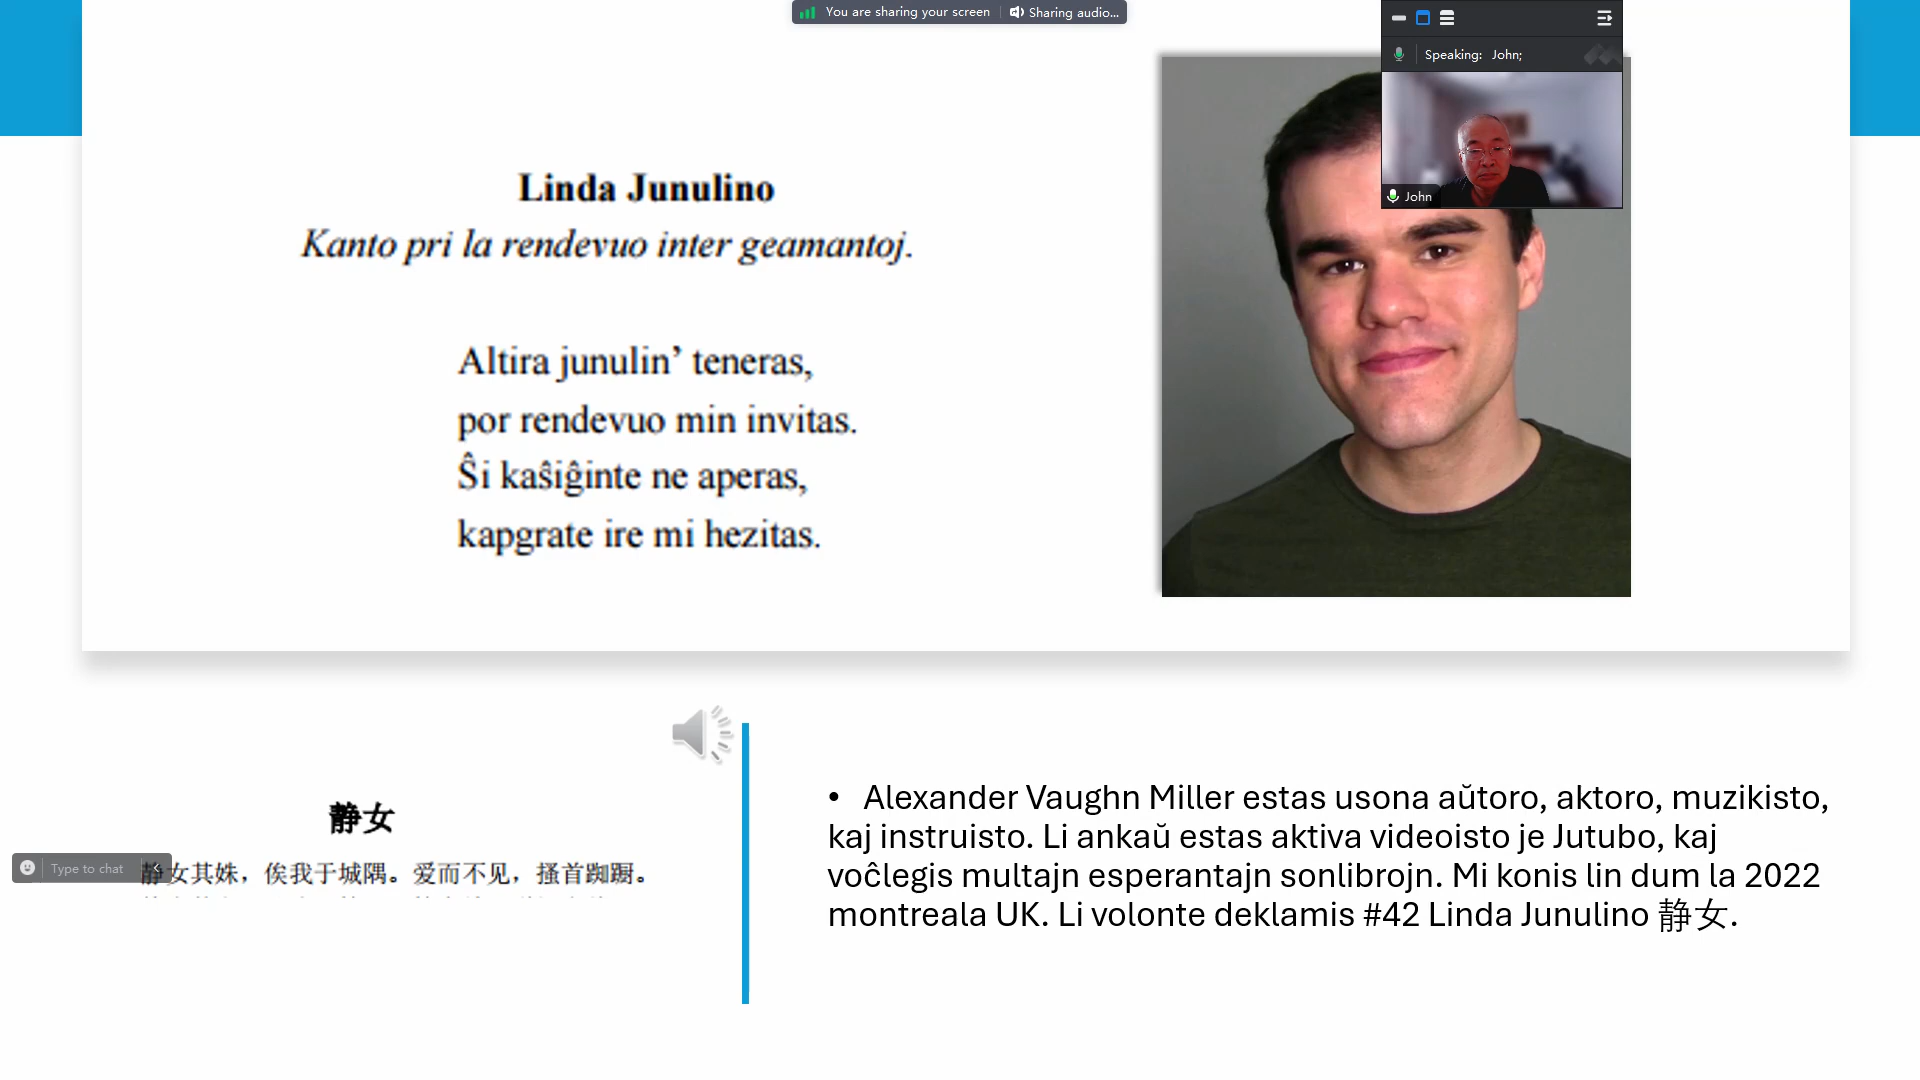 You are sharing your screen
Sharing audio...
Speaking: John;
John
Linda Junulino
Kanto pri la rendevuo inter geamantoj.
Altira junulin’ teneras,
por rendevuo min invitas.
Ŝi kaŝiĝinte ne aperas,
kapgrate ire mi hezitas.
静女
Type to chat
静女其姝，俟我于城隅。爱而不见，搔首踟蹰。
• Alexander Vaughn Miller estas usona aŭtoro, aktoro, muzikisto,
kaj instruisto. Li ankaŭ estas aktiva videoisto je Jutubo, kaj
voĉlegis multajn esperantajn sonlibrojn. Mi konis lin dum la 2022
montreala UK. Li volonte deklamis #42 Linda Junulino 静女.